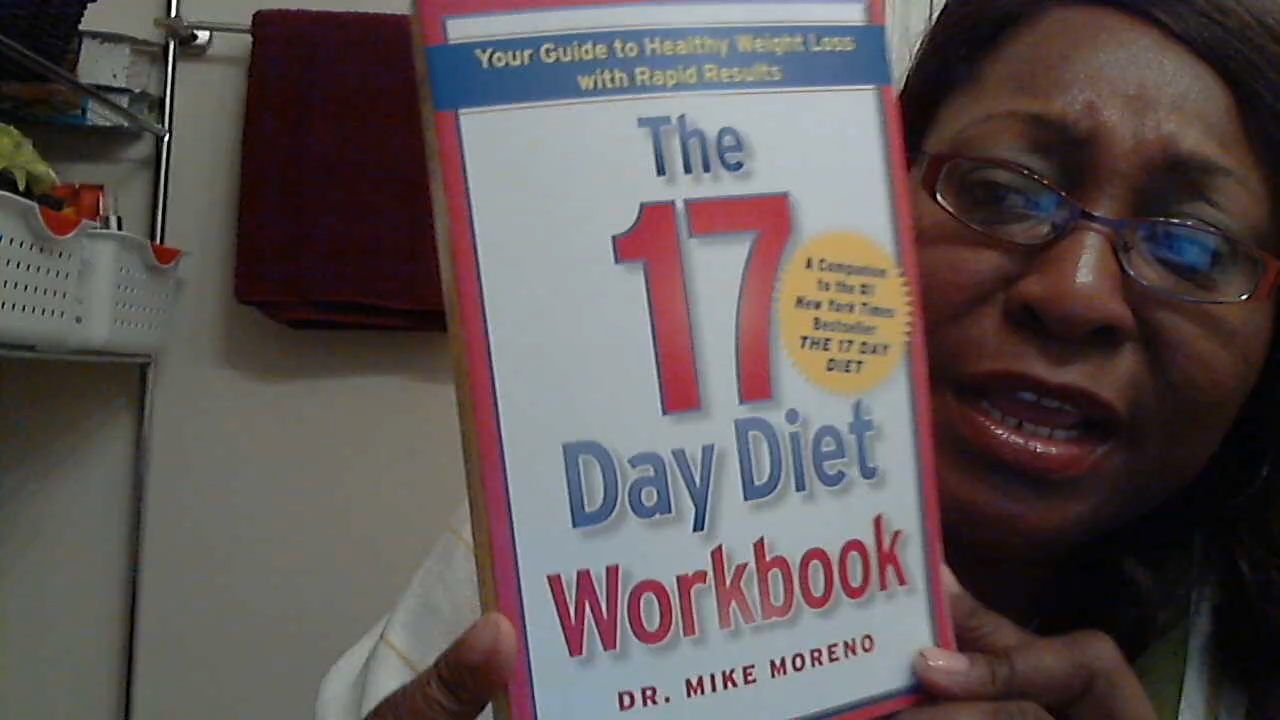 Your Guide to Healthy Weight Loss
with Rapid Results
The
17
A Companion
to the #1
New York Times
Bestseller
THE 17 DAY
DIET
Day Diet
Workbook
DR. MIKE MORENO